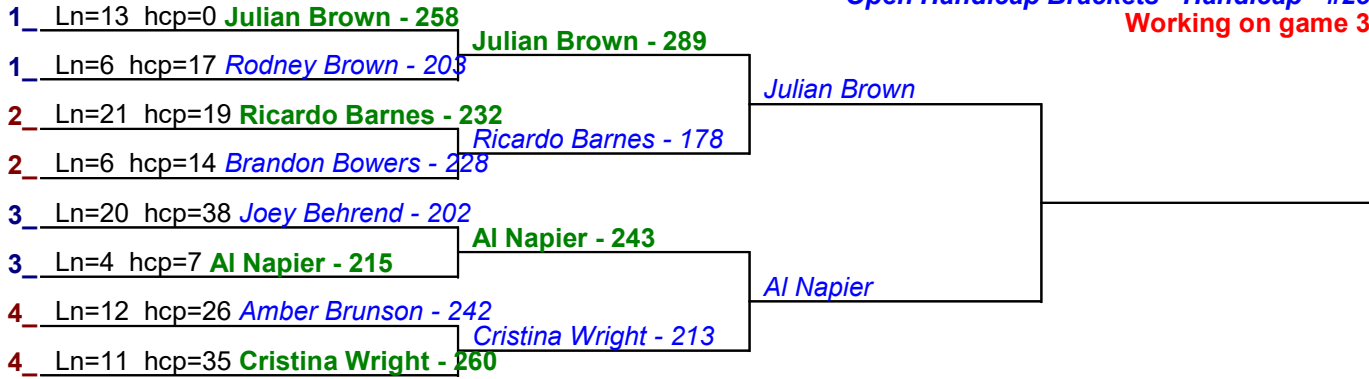 Open Handicap Brackets - Handicap - #
Working on game 3
1_ Ln=13 hcp=0 Julian Brown - 258
Julian Brown - 289
1_ Ln=6 hcp=17 Rodney Brown - 203
Julian Brown
2_ Ln=21 hcp=19 Ricardo Barnes - 232
Ricardo Barnes - 178
2_ Ln=6 hcp=14 Brandon Bowers - 228
3_ Ln=20 hcp=38 Joey Behrend - 202
Al Napier - 243
3_ Ln=4 hcp=7 Al Napier - 215
Al Napier
4_ Ln=12 hcp=26 Amber Brunson - 242
Cristina Wright - 213
4_ Ln=11 hcp=35 Cristina Wright - 260